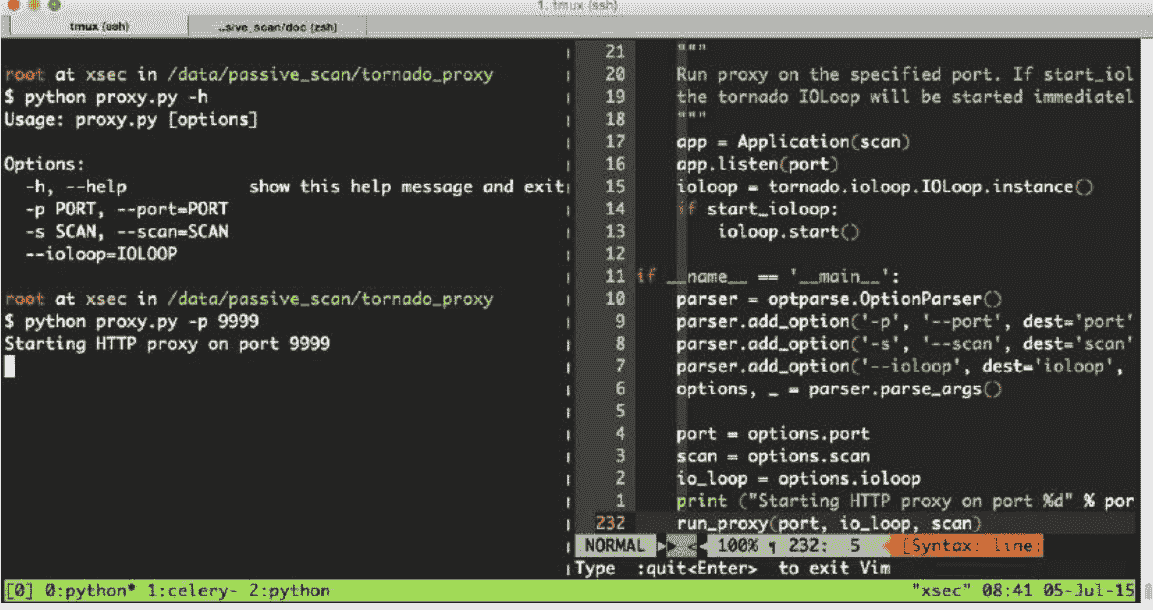 1. tmux (ssh)
tmux (ssh)
..sive_scan/doc (zsh)
root at xsec in /data/passive_scan/tornado_proxy
$ python proxy.py -h
Usage: proxy.py [options]
Options:
-h, --help show this help message and exit
-p PORT, --port=PORT
-s SCAN, --scan=SCAN
--ioloop=IOLOOP
root at xsec in /data/passive_scan/tornado_proxy
$ python proxy.py -p 9999
Starting HTTP proxy on port 9999
21 """
20 Run proxy on the specified port. If start_iol
19 the tornado IOLoop will be started immediatel
18 """
17 app = Application(scan)
16 app.listen(port)
15 ioloop = tornado.ioloop.IOLoop.instance()
14 if start_ioloop:
13 ioloop.start()
12
11 if __name__ == '__main__':
10 parser = optparse.OptionParser()
9 parser.add_option('-p', '--port', dest='port'
8 parser.add_option('-s', '--scan', dest='scan'
7 parser.add_option('--ioloop', dest='ioloop',
6 options, _ = parser.parse_args()
5
4 port = options.port
3 scan = options.scan
2 io_loop = options.ioloop
1 print ("Starting HTTP proxy on port %d" % por
232 run_proxy(port, io_loop, scan)
NORMAL >> << 100% ¶ 232: 5 [Syntax: line:
Type :quit<Enter> to exit Vim
[0] 0:python* 1:celery- 2:python "xsec" 08:41 05-Jul-15